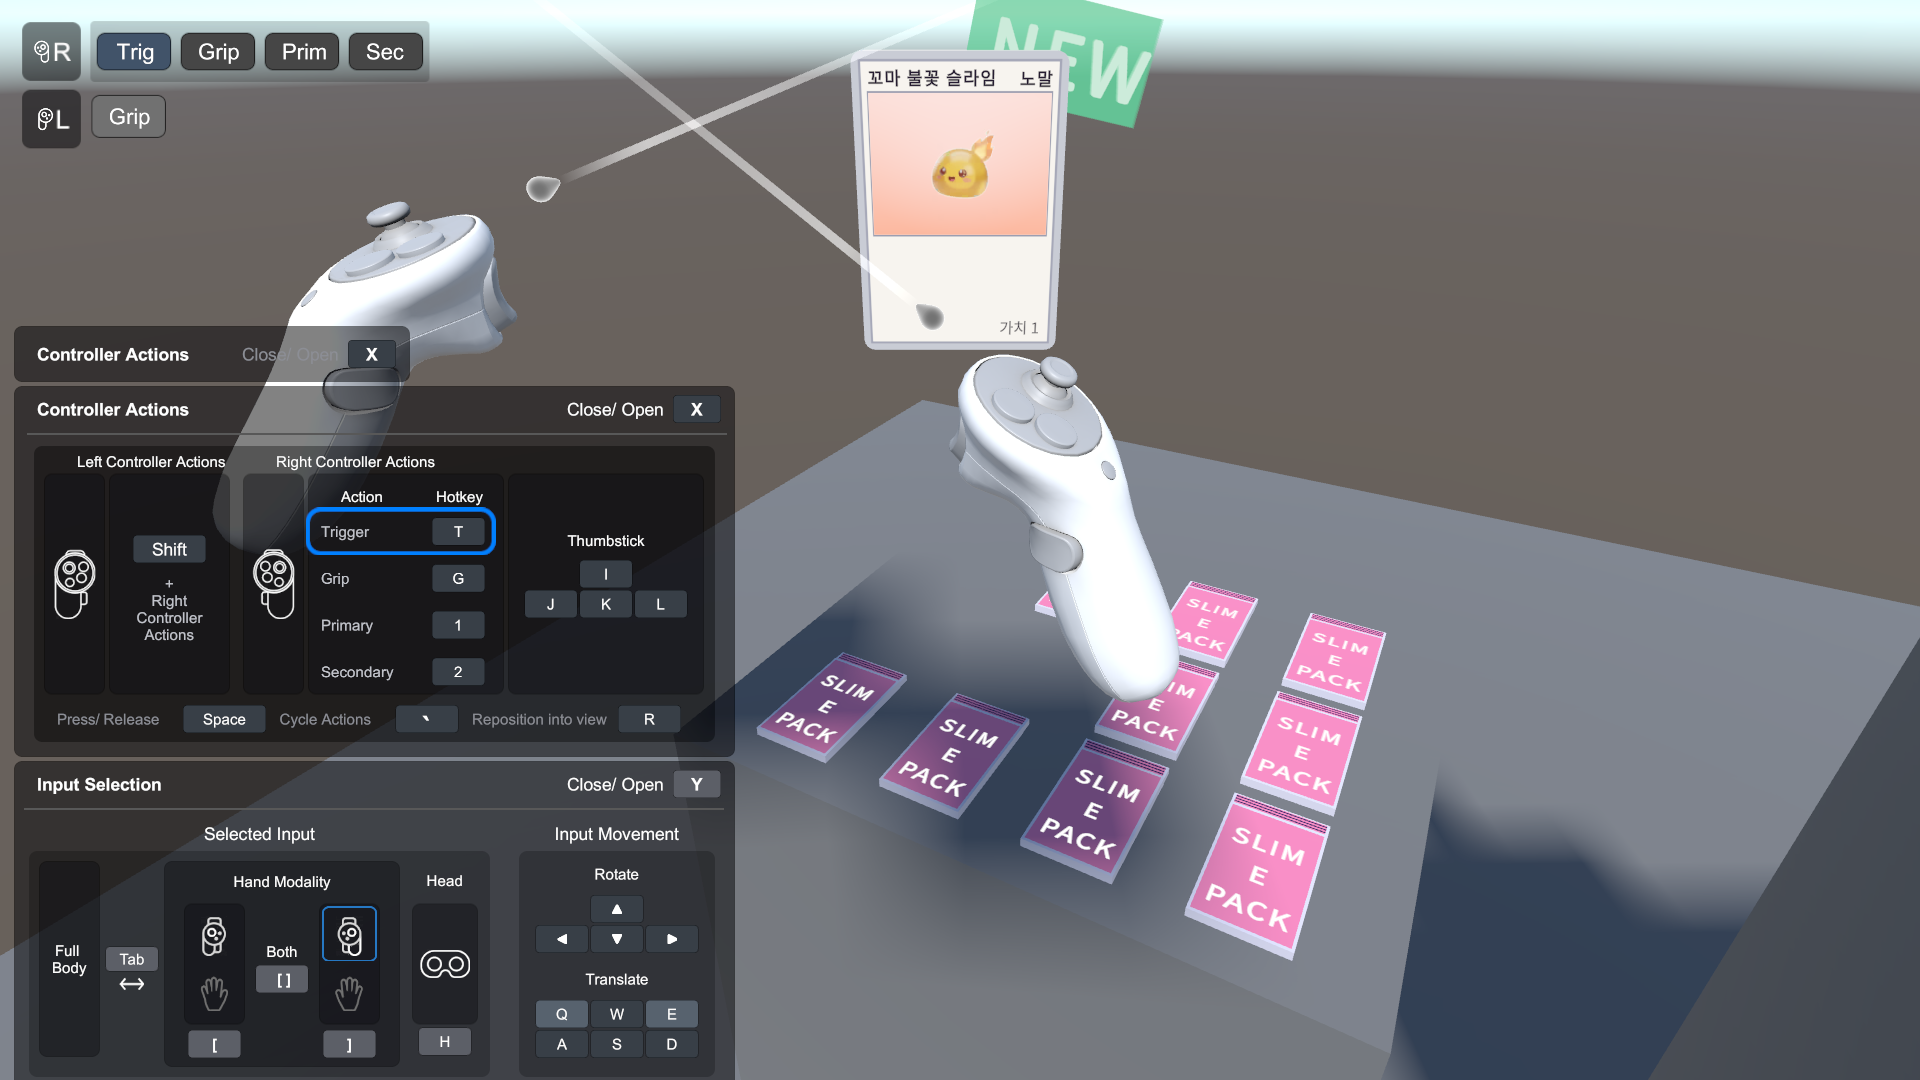 R
Trig
Grip
Prim
Sec
L
Grip
NEW
꼬마 불꽃 슬라임
노말
가치 1
Controller Actions
Close/ Open
X
Controller Actions
Close/ Open
X
Left Controller Actions
Right Controller Actions
Shift
+
Right
Controller
Actions
Action
Hotkey
Trigger
T
Grip
G
Primary
1
Secondary
2
Thumbstick
I
J
K
L
Press/ Release
Space
Cycle Actions
`
Reposition into view
R
Input Selection
Close/ Open
Y
Selected Input
Input Movement
Full
Body
Tab
Hand Modality
Both
[ ]
[
]
Head
H
Rotate
Translate
Q
W
E
A
S
D
SLIM
E
PACK
SLIM
E
PACK
SLIM
E
PACK
SLIM
E
PACK
SLIM
E
PACK
IM
E
PACK
SLIM
E
PACK
SLIM
E
PACK